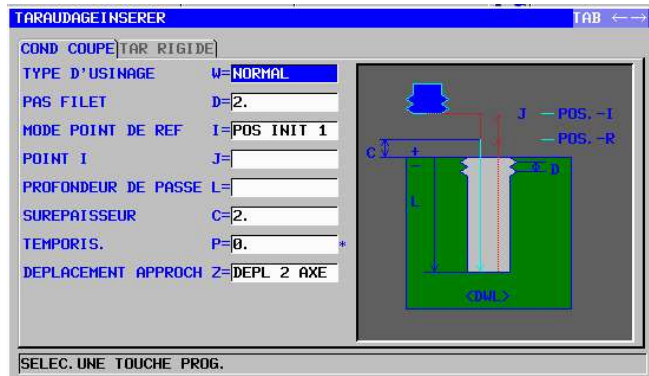 TARAUDAGEINSERER TAB ←→
COND COUPE TAR RIGIDE
TYPE D'USINAGE W= NORMAL
PAS FILET D= 2.
MODE POINT DE REF I= POS INIT 1
POINT I J=
PROFONDEUR DE PASSE L=
SUREPAISSEUR C= 2.
TEMPORIS. P= 0. *
DEPLACEMENT APPROCH Z= DEPL 2 AXE
J POS.-I
POS.-R
C + -
D
L
<DWL>
SELEC.UNE TOUCHE PROG.